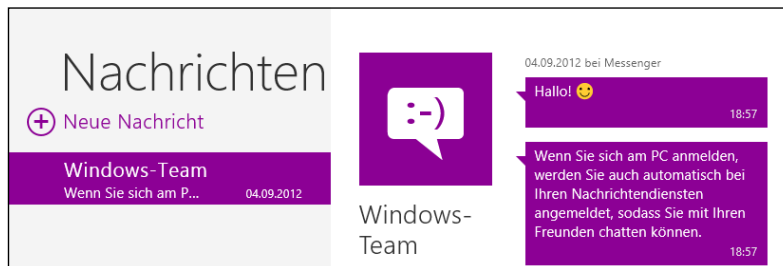 Nachrichten
Neue Nachricht
Windows-Team
Wenn Sie sich am P... 04.09.2012
:-)
Windows-
Team
04.09.2012 bei Messenger
Hallo! 🙂
18:57
Wenn Sie sich am PC anmelden,
werden Sie auch automatisch bei
Ihren Nachrichtendiensten
angemeldet, sodass Sie mit Ihren
Freunden chatten können.
18:57